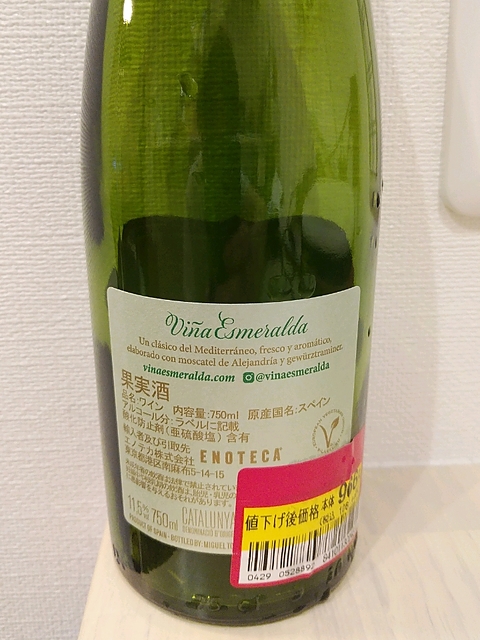 Viña Esmeralda
Un clásico del Mediterráneo, fresco y aromático,
elaborado con moscatel de Alejandría y gewürztraminer.
vinaesmeralda.com @vinaesmeralda
果実酒
品名:ワイン 内容量:750ml 原産国名:スペイン
アルコール分:ラベルに記載
酸化防止剤(亜硫酸塩)含有
輸入者及び引取先
エノテカ株式会社
東京都港区南麻布5-14-15
ENOTECA
11.5% 750ml
CATALUNYA
PRODUCT OF SPAIN · BOTTLED BY: MIGUEL
値下げ後価格 本体
0429 0528892